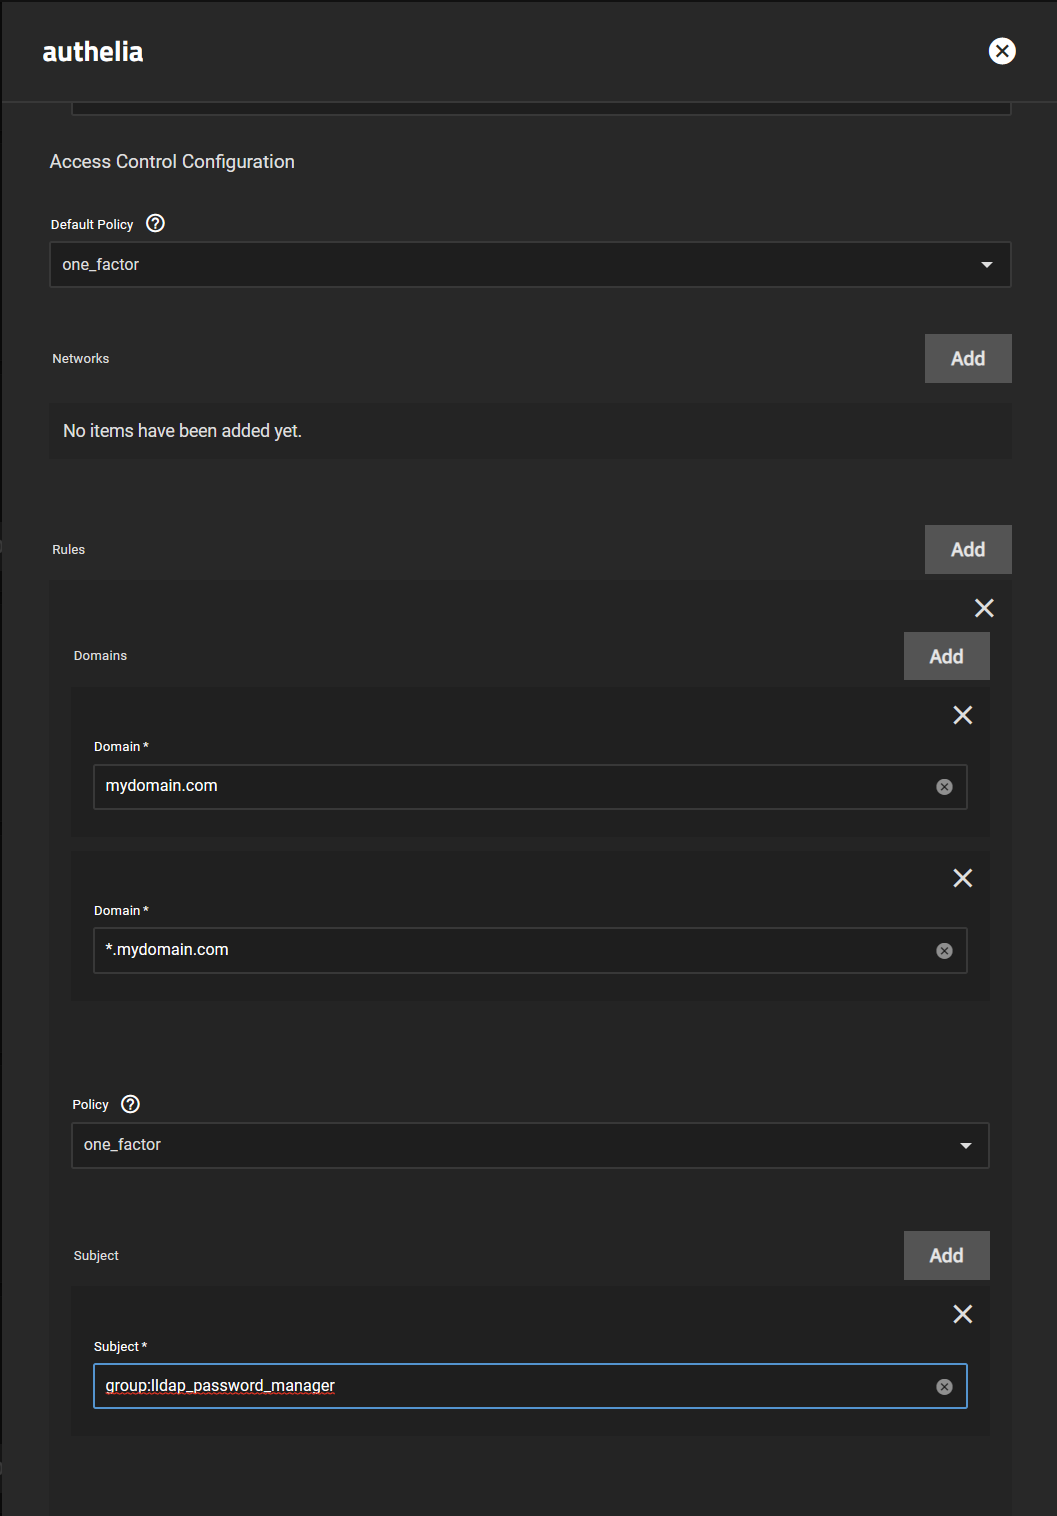 authelia
Access Control Configuration
Default Policy
one_factor
Networks
Add
No items have been added yet.
Rules
Add
Domains
Add
Domain *
mydomain.com
Domain *
*.mydomain.com
Policy
one_factor
Subject
Add
Subject *
group:lldap_password_manager